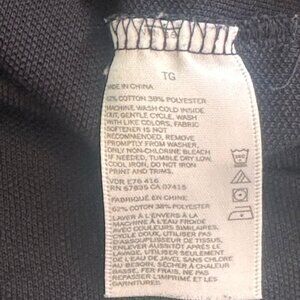 TG
MADE IN CHINA
62% COTTON 38% POLYESTER
MACHINE WASH COLD INSIDE
OUT, GENTLE CYCLE, WASH
WITH LIKE COLORS, FABRIC
SOFTENER IS NOT
RECOMMENDED, REMOVE
PROMPTLY FROM WASHER
ONLY NON-CHLORINE BLEACH
IF NEEDED, TUMBLE DRY LOW,
COOL IRON, DO NOT IRON
PRINT AND TRIMS.
VDR E76 416
RN 67835 CA 07415
FABRIQUÉ EN CHINE
62% COTON 38% POLYESTER
LAVER À L'ENVERS À LA
MACHINE À L'EAU FROIDE
AVEC COULEURS SIMILAIRES,
CYCLE DOUX, UTILISATION
D'ASSOUPLISSEUR DE TISSUS,
ENLEVER AUSSITÔT APRÈS LE
LAVAGE, UTILISER SEULEMENT
L'EAU DE JAVEL SANS CHLORE
AU BESOIN, SÉCHER À CHALEUR
BASSE, FER FRAIS, NE PAS
REPASSER IMPRIMÉ ET LES
GARNITURES.